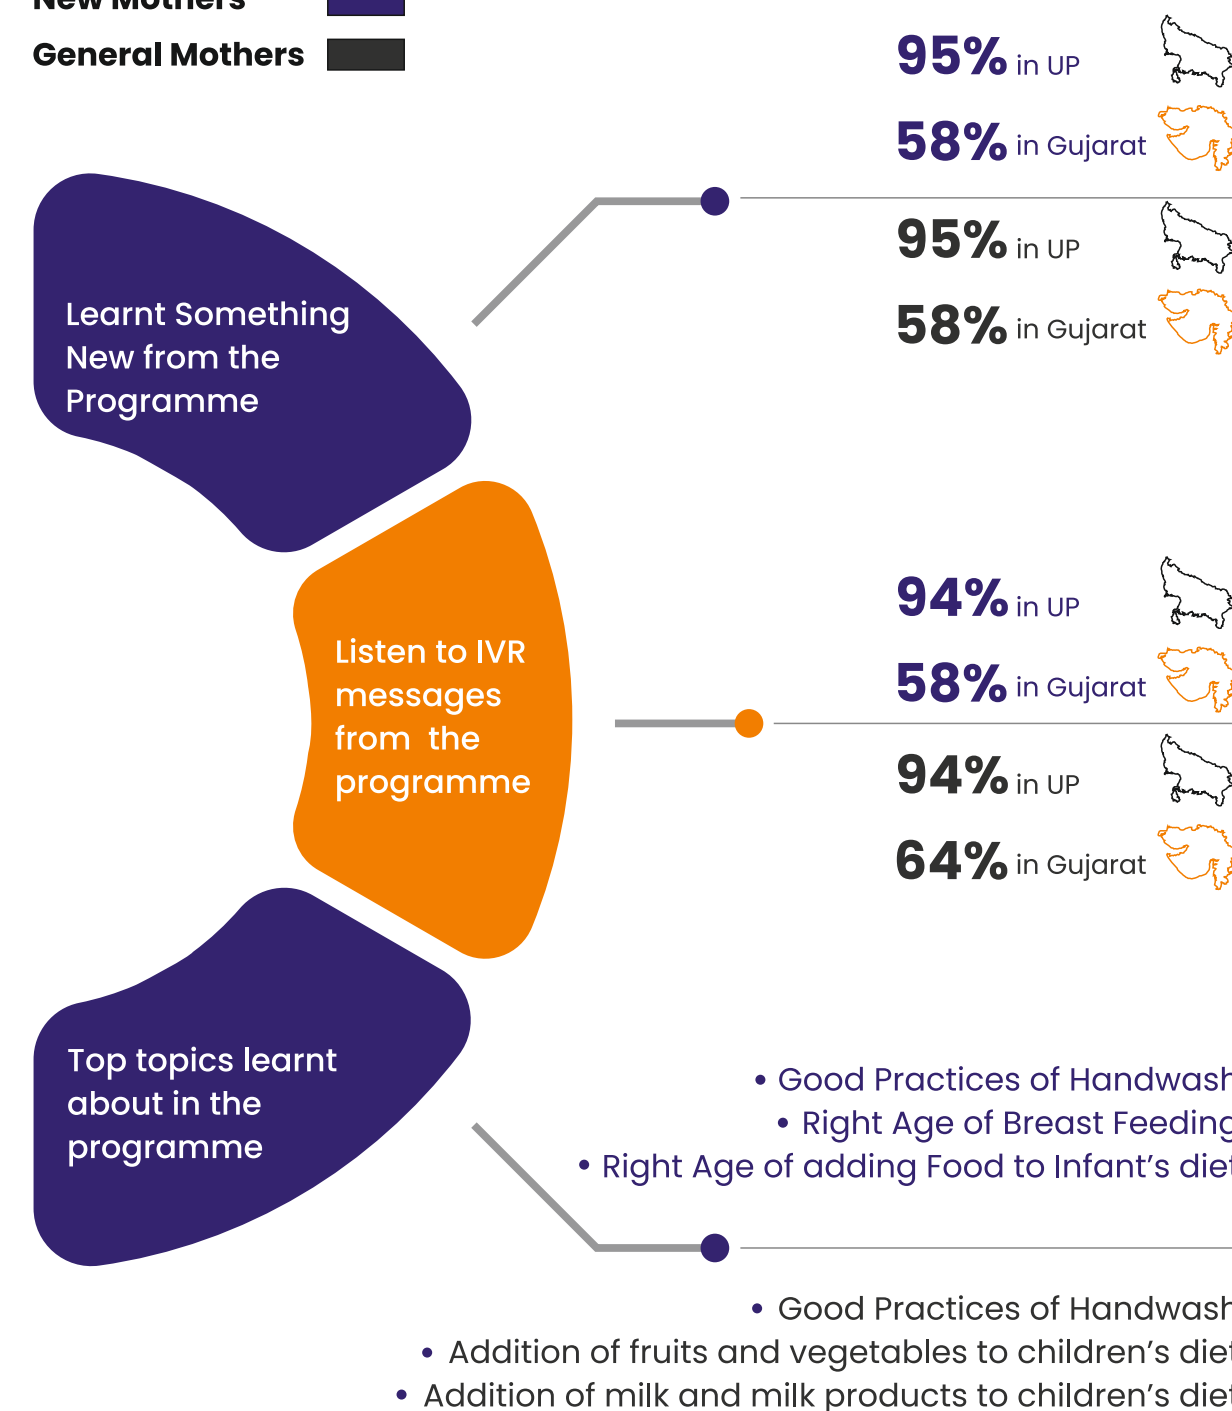 New Mothers
General Mothers
95% in UP
58% in Gujarat
95% in UP
58% in Gujarat
Learnt Something
New from the
Programme
94% in UP
58% in Gujarat
94% in UP
64% in Gujarat
Listen to IVR
messages
from the
programme
Top topics learnt
about in the
programme
• Good Practices of Handwash
• Right Age of Breast Feeding
• Right Age of adding Food to Infant's diet
• Good Practices of Handwash
• Addition of fruits and vegetables to children's diet
• Addition of milk and milk products to children's diet